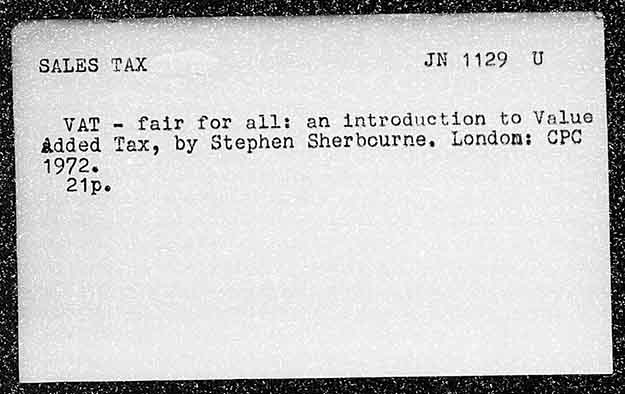 SALES TAX JN 1129 U
VAT - fair for all: an introduction to Value
Added Tax, by Stephen Sherbourne. London: CPC
1972.
21p.